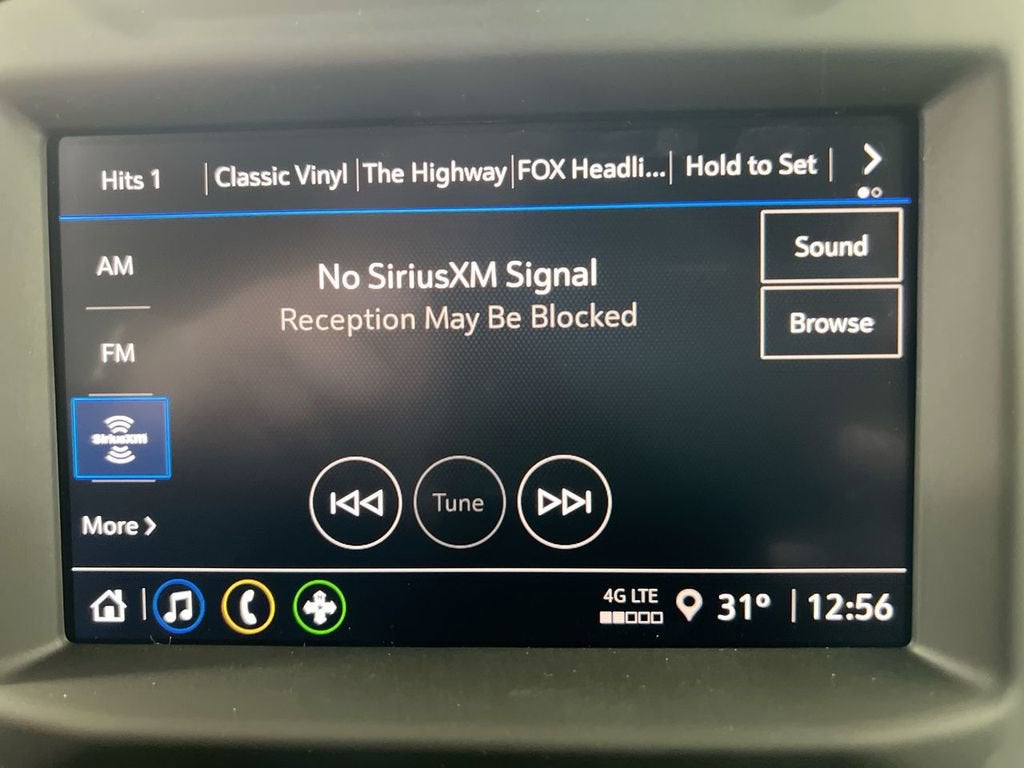 Hits 1
Classic Vinyl
The Highway
FOX Headli...
Hold to Set
AM
FM
SiriusXM
More
No SiriusXM Signal
Reception May Be Blocked
Sound
Browse
Tune
4G LTE
31°
12:56